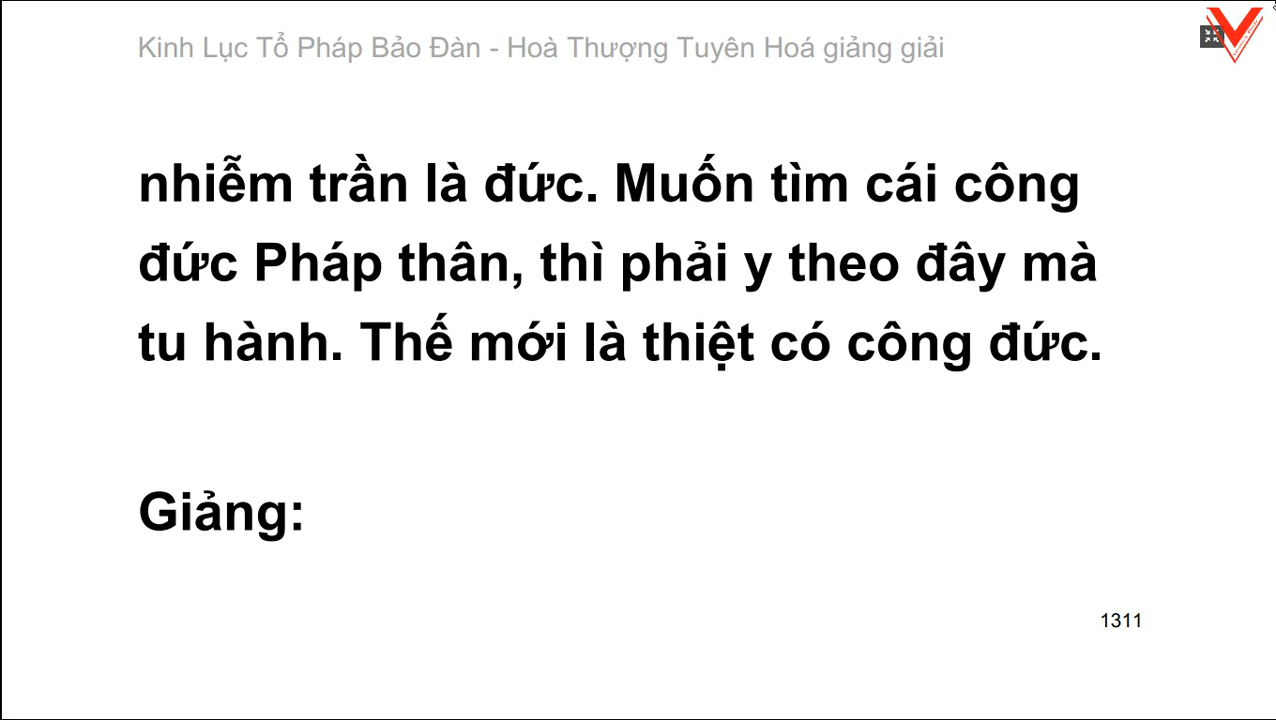 Kinh Lục Tổ Pháp Bảo Đàn - Hoà Thượng Tuyên Hoá giảng giải
nhiễm trần là đức. Muốn tìm cái công
đức Pháp thân, thì phải y theo đây mà
tu hành. Thế mới là thiệt có công đức.
Giảng:
1311